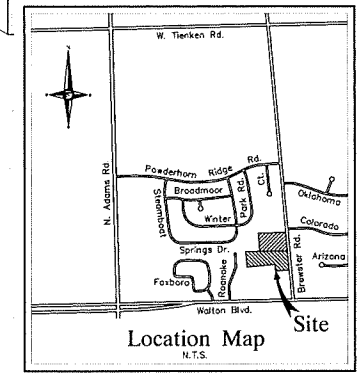 W. Tienken Rd.
N. Adams Rd.
Powderhorn Ridge Rd.
Broadmoor
Steamboat
Springs Dr.
Winter
Park Rd.
Ct.
Oklahoma
Colorado
Arizona
Brewster Rd.
Foxboro
Roanoke
Walton Blvd.
Site
Location Map
N.T.S.